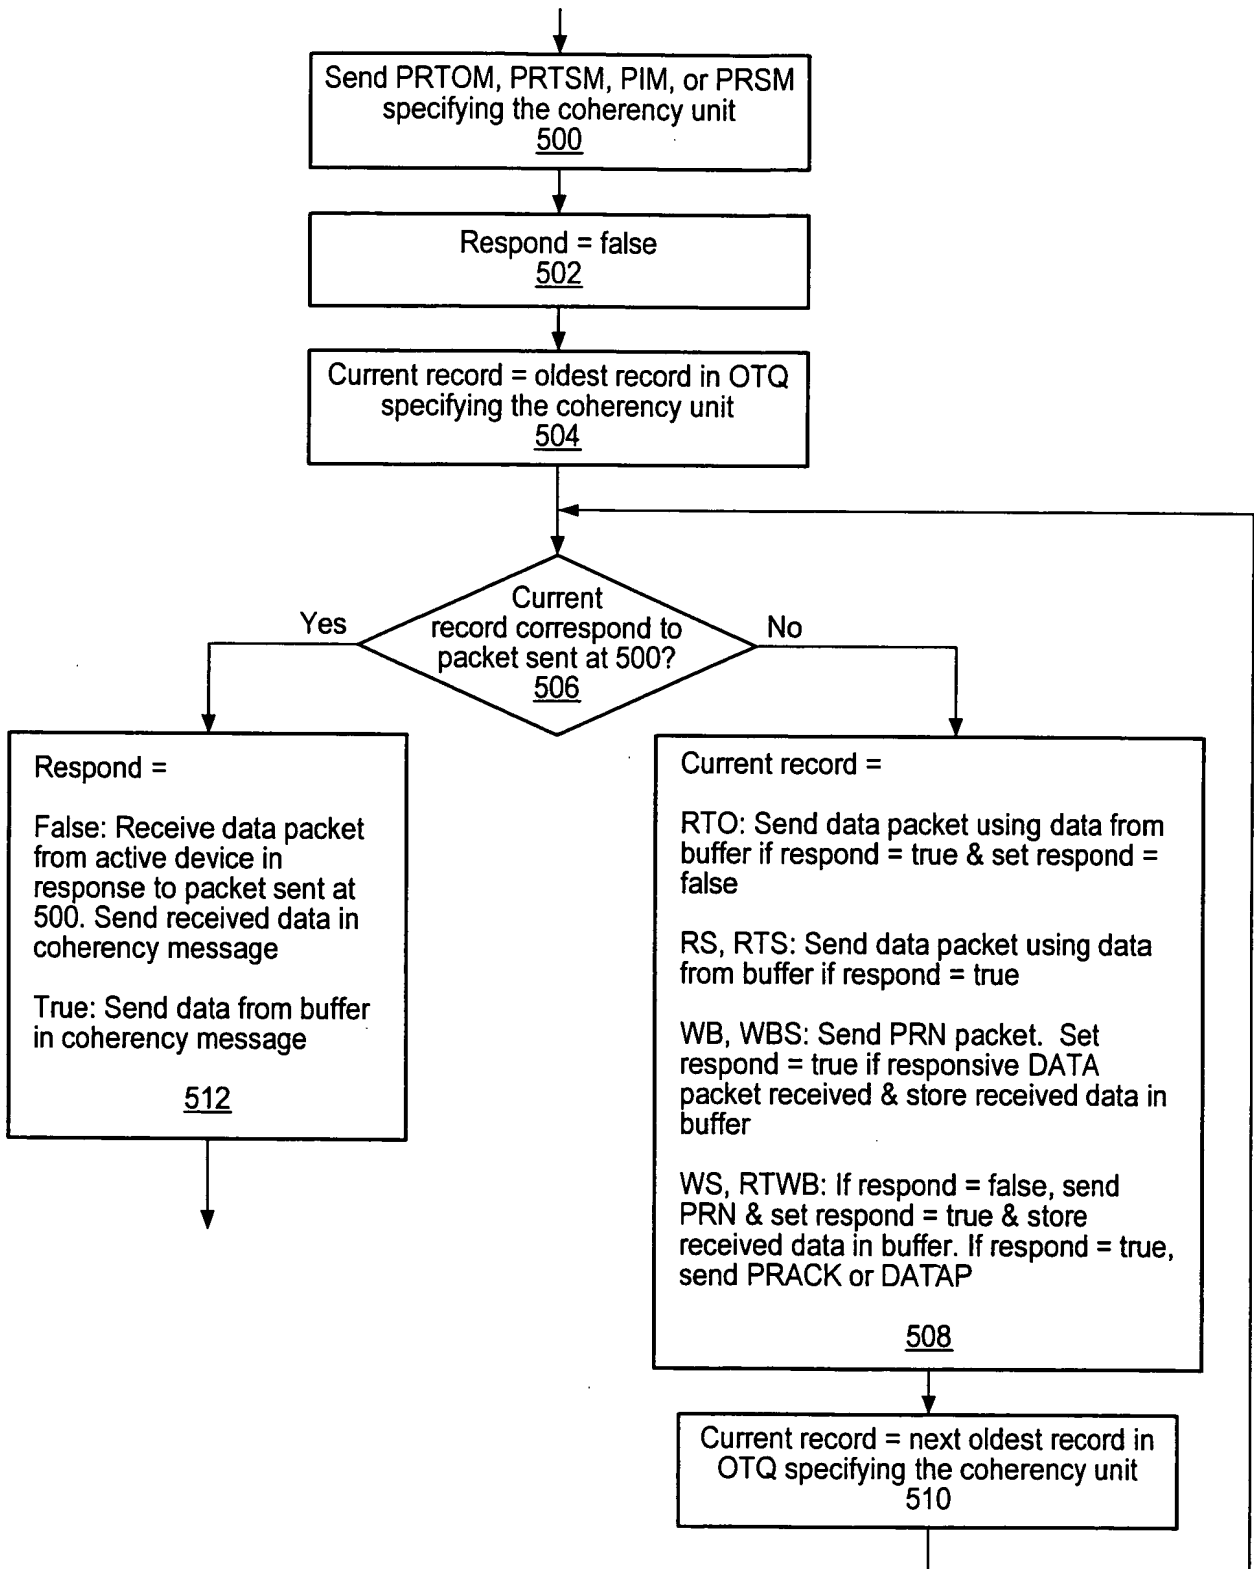 Send PRTOM, PRTSM, PIM, or PRSM
specifying the coherency unit
500
Respond = false
502
Current record = oldest record in OTQ
specifying the coherency unit
504
Current
record correspond to
packet sent at 500?
506
Yes
No
Respond =
False: Receive data packet
from active device in
response to packet sent at
500. Send received data in
coherency message
True: Send data from buffer
in coherency message
512
Current record =
RTO: Send data packet using data from
buffer if respond = true & set respond =
false
RS, RTS: Send data packet using data
from buffer if respond = true
WB, WBS: Send PRN packet. Set
respond = true if responsive DATA
packet received & store received data in
buffer
WS, RTWB: If respond = false, send
PRN & set respond = true & store
received data in buffer. If respond = true,
send PRACK or DATAP
508
Current record = next oldest record in
OTQ specifying the coherency unit
510